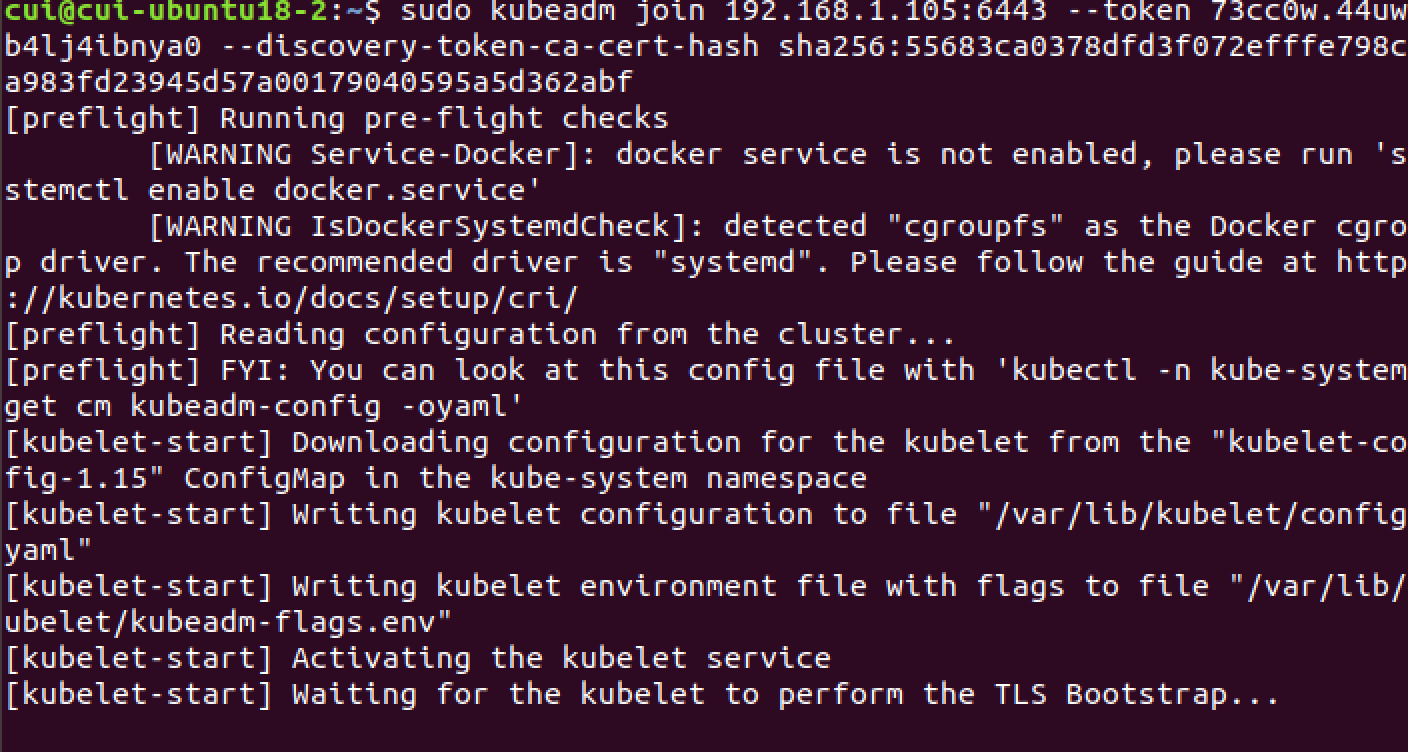 cui@cui-ubuntu18-2:~$ sudo kubeadm join 192.168.1.105:6443 --token 73cc0w.44uw
b4lj4ibnya0 --discovery-token-ca-cert-hash sha256:55683ca0378dfd3f072efffe798c
a983fd23945d57a00179040595a5d362abf
[preflight] Running pre-flight checks
        [WARNING Service-Docker]: docker service is not enabled, please run 's
stemctl enable docker.service'
        [WARNING IsDockerSystemdCheck]: detected "cgroupfs" as the Docker cgro
p driver. The recommended driver is "systemd". Please follow the guide at http
://kubernetes.io/docs/setup/cri/
[preflight] Reading configuration from the cluster...
[preflight] FYI: You can look at this config file with 'kubectl -n kube-system
get cm kubeadm-config -oyaml'
[kubelet-start] Downloading configuration for the kubelet from the "kubelet-co
fig-1.15" ConfigMap in the kube-system namespace
[kubelet-start] Writing kubelet configuration to file "/var/lib/kubelet/config
yaml"
[kubelet-start] Writing kubelet environment file with flags to file "/var/lib/
ubelet/kubeadm-flags.env"
[kubelet-start] Activating the kubelet service
[kubelet-start] Waiting for the kubelet to perform the TLS Bootstrap...